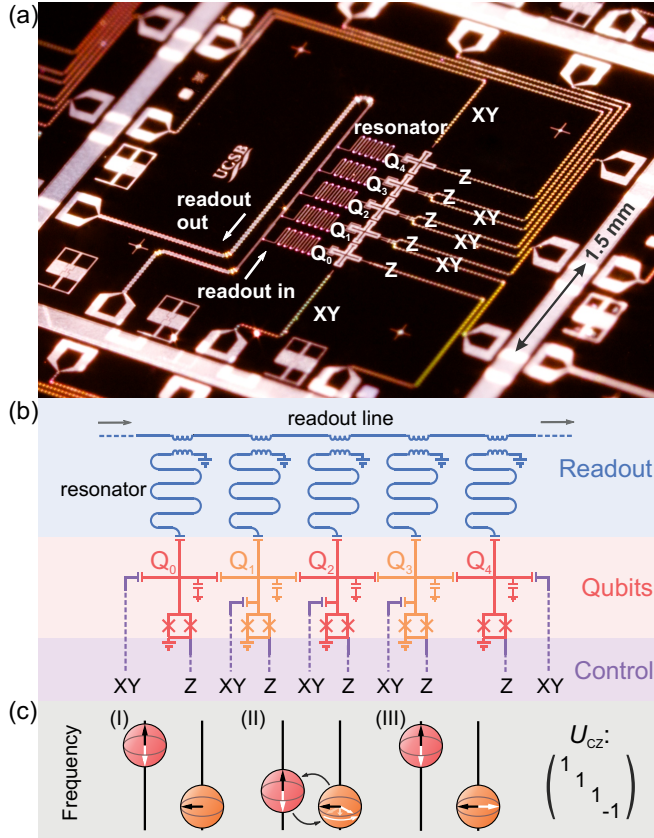 (a)
UCSB
resonator
XY
Q4
Z
Q3
Z
readout
out
Q2
Z
XY
Q1
Z
XY
1.5 mm
Q0
Z
XY
readout in
XY
(b)
readout line
Readout
resonator
Q0 Q1 Q2 Q3 Q4
Qubits
Control
XY Z XY Z XY Z XY Z Z XY
(c)
(I) (II) (III)
Frequency
UCZ:
1
1
1
-1